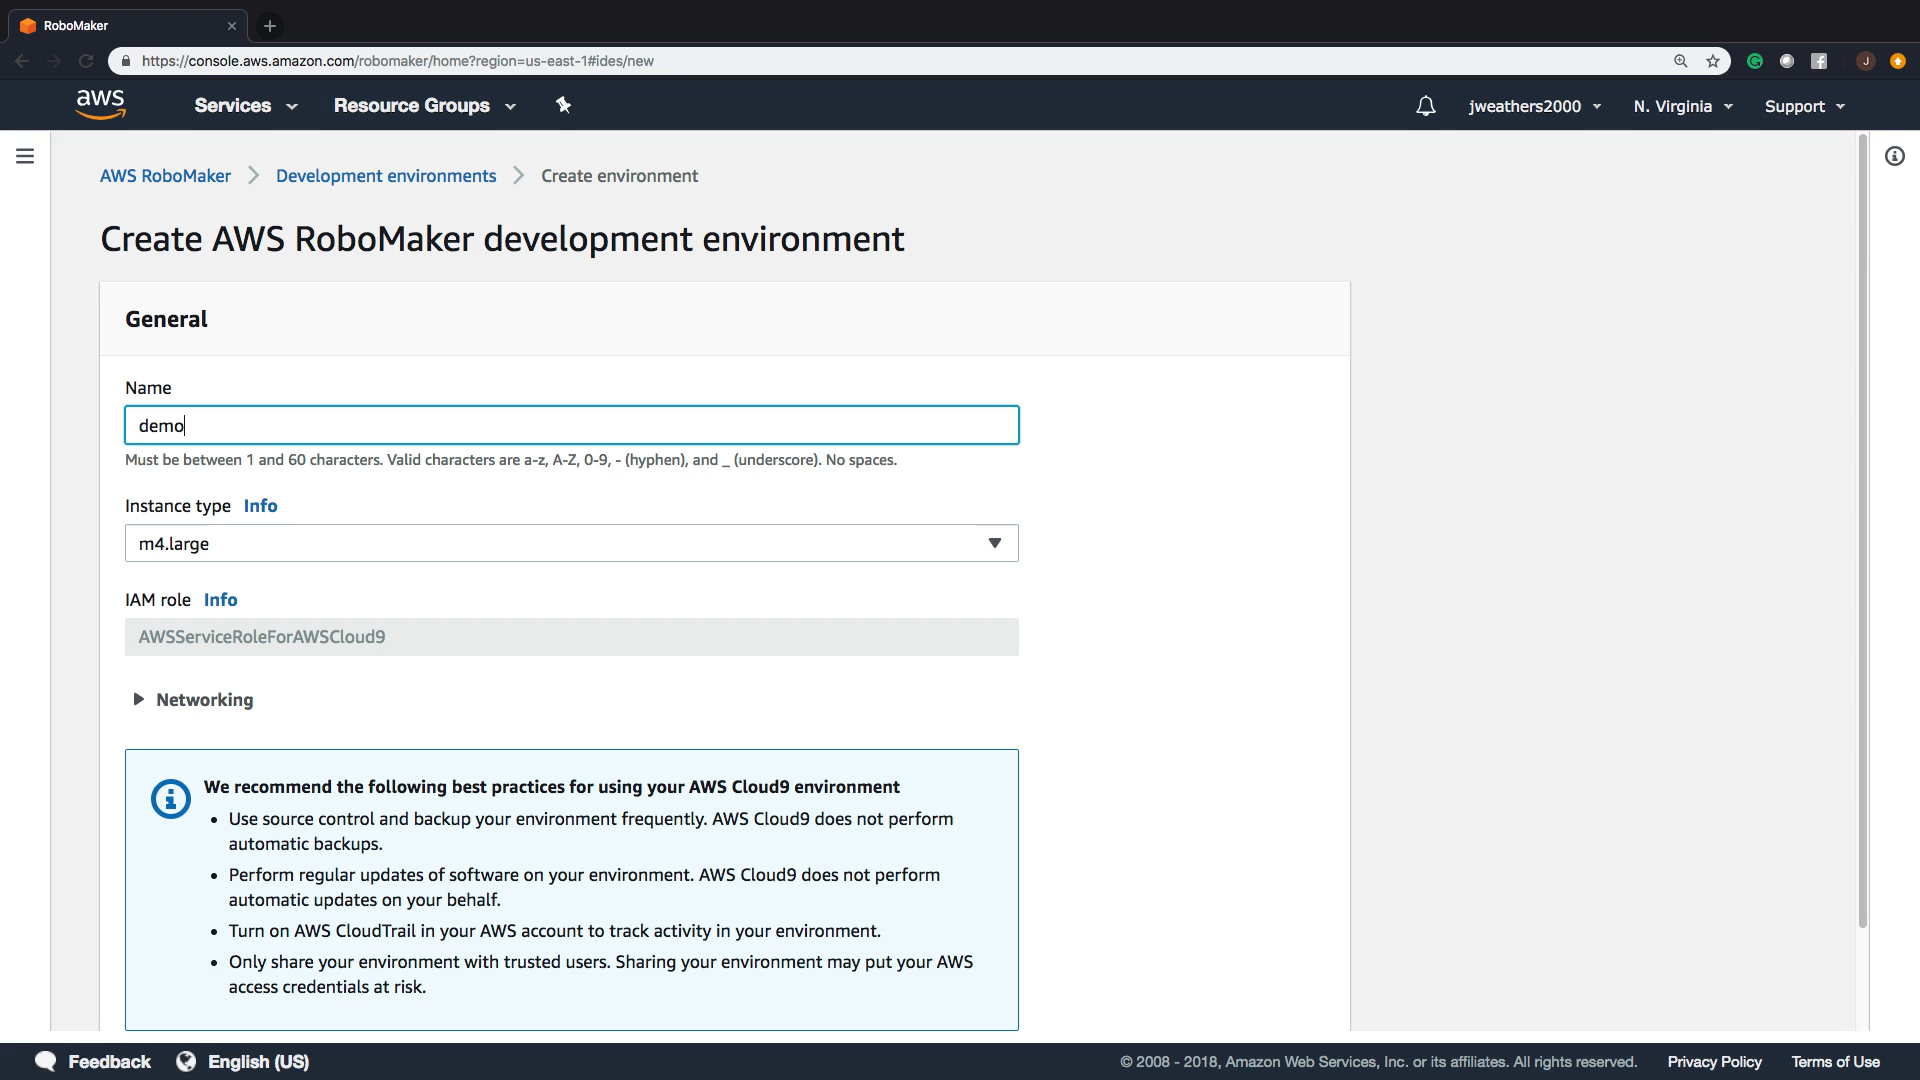 RoboMaker
https://console.aws.amazon.com/robomaker/home?region=us-east-1#ides/new
J
aws
Services
Resource Groups
jweathers2000
N. Virginia
Support
AWS RoboMaker
Development environments
Create environment
Create AWS RoboMaker development environment
General
Name
demo
Must be between 1 and 60 characters. Valid characters are a-z, A-Z, 0-9, - (hyphen), and _ (underscore). No spaces.
Instance type Info
m4.large
IAM role Info
AWSServiceRoleForAWSCloud9
Networking
We recommend the following best practices for using your AWS Cloud9 environment
• Use source control and backup your environment frequently. AWS Cloud9 does not perform
automatic backups.
• Perform regular updates of software on your environment. AWS Cloud9 does not perform
automatic updates on your behalf.
• Turn on AWS CloudTrail in your AWS account to track activity in your environment.
• Only share your environment with trusted users. Sharing your environment may put your AWS
access credentials at risk.
Feedback
English (US)
© 2008 - 2018, Amazon Web Services, Inc. or its affiliates. All rights reserved.
Privacy Policy
Terms of Use